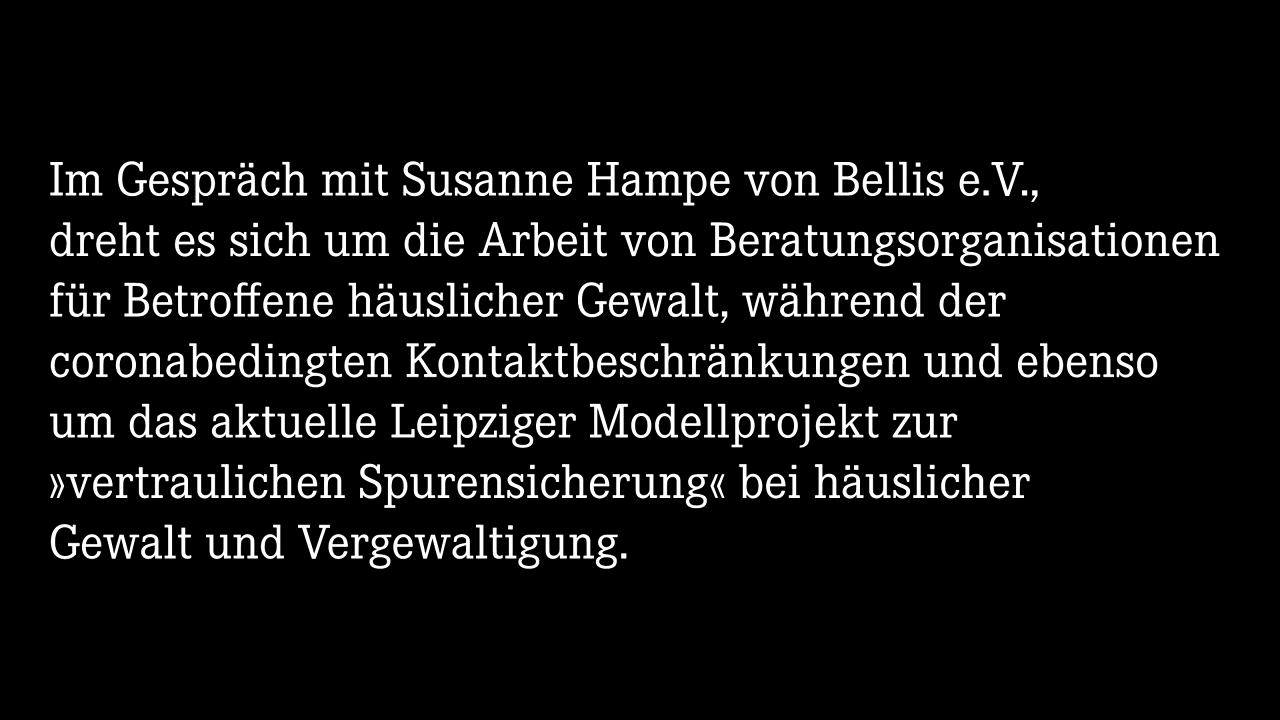 Im Gespräch mit Susanne Hampe von Bellis e.V.,
dreht es sich um die Arbeit von Beratungsorganisationen
für Betroffene häuslicher Gewalt, während der
coronabedingten Kontaktbeschränkungen und ebenso
um das aktuelle Leipziger Modellprojekt zur
»vertraulichen Spurensicherung« bei häuslicher
Gewalt und Vergewaltigung.